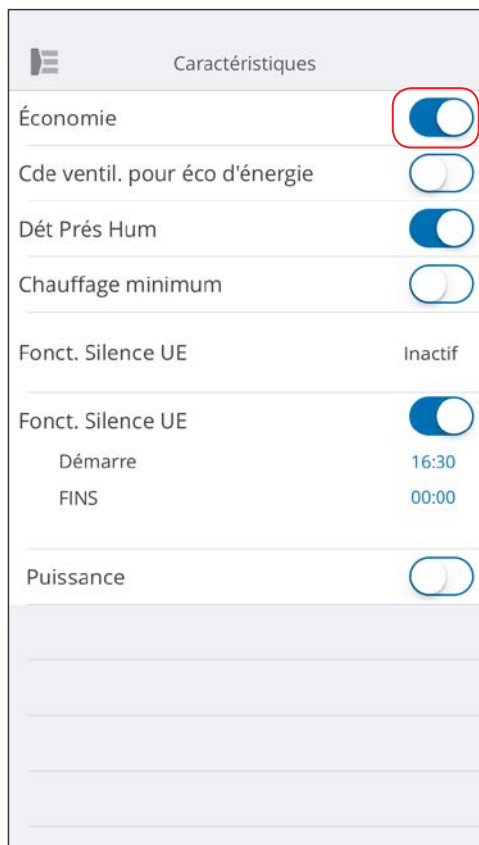 Caractéristiques
Économie
Cde ventil. pour éco d'énergie
Dét Prés Hum
Chauffage minimum
Fonct. Silence UE Inactif
Fonct. Silence UE
Démarre 16:30
FINS 00:00
Puissance